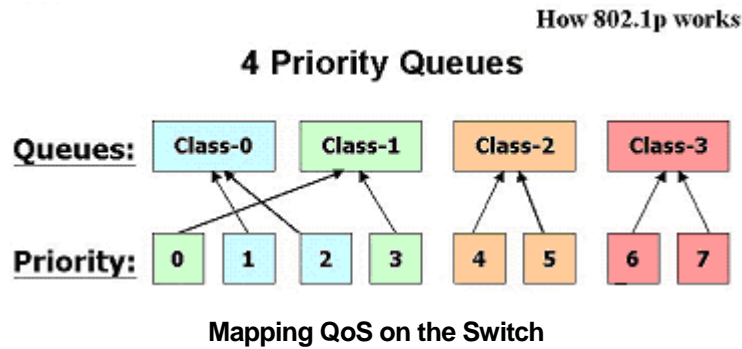 How 802.1p works
4 Priority Queues
Queues: Class-0 Class-1 Class-2 Class-3
Priority: 0 1 2 3 4 5 6 7
Mapping QoS on the Switch